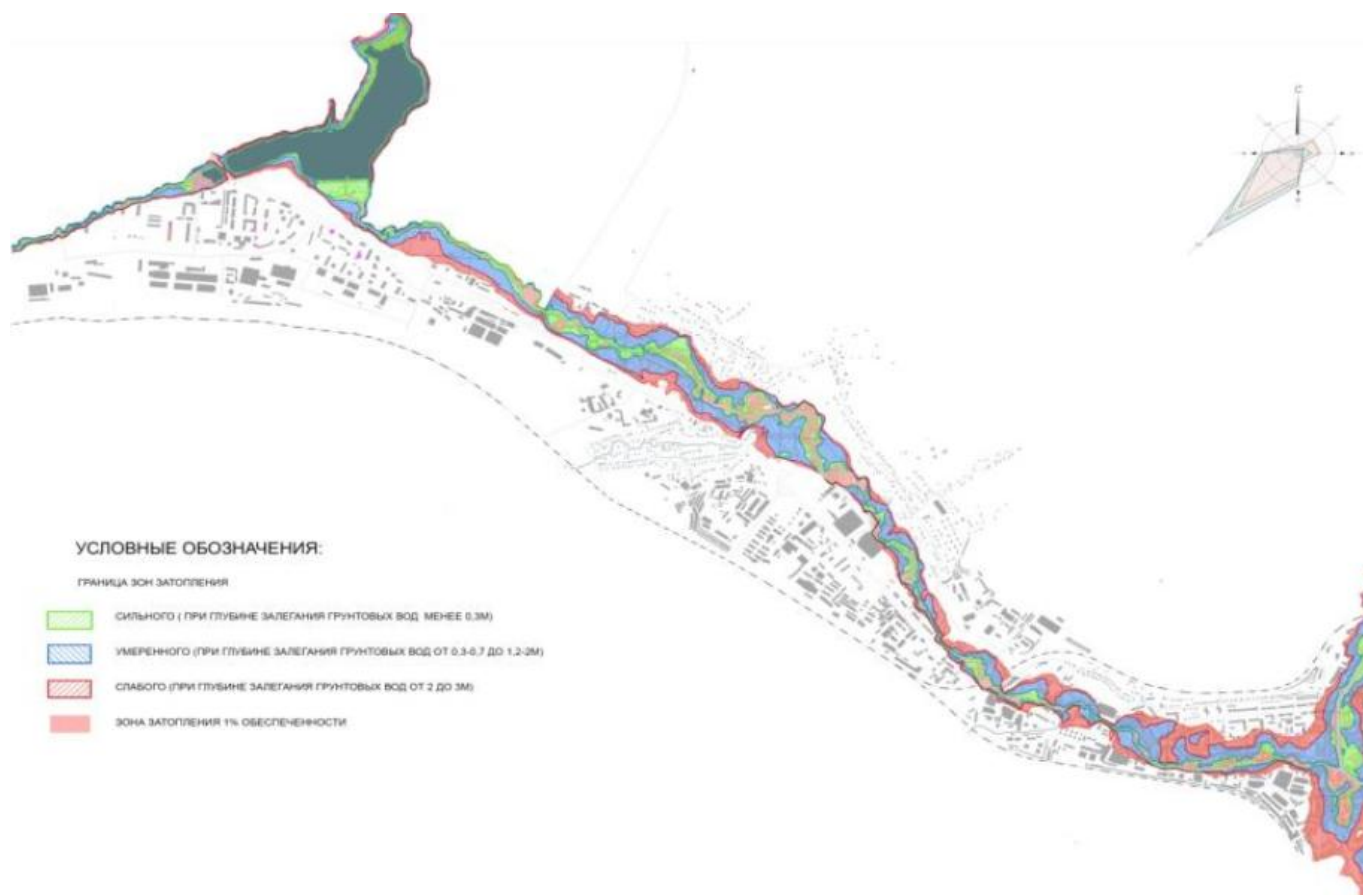 С
УСЛОВНЫЕ ОБОЗНАЧЕНИЯ:
ГРАНИЦА ЗОН ЗАТОПЛЕНИЯ
СИЛЬНОГО ( ПРИ ГЛУБИНЕ ЗАЛЕГАНИЯ ГРУНТОВЫХ ВОД МЕНЕЕ 0,3М)
УМЕРЕННОГО (ПРИ ГЛУБИНЕ ЗАЛЕГАНИЯ ГРУНТОВЫХ ВОД ОТ 0,3-0,7 ДО 1,2-2М)
СЛАБОГО (ПРИ ГЛУБИНЕ ЗАЛЕГАНИЯ ГРУНТОВЫХ ВОД ОТ 2 ДО 3М)
ЗОНА ЗАТОПЛЕНИЯ 1% ОБЕСПЕЧЕННОСТИ